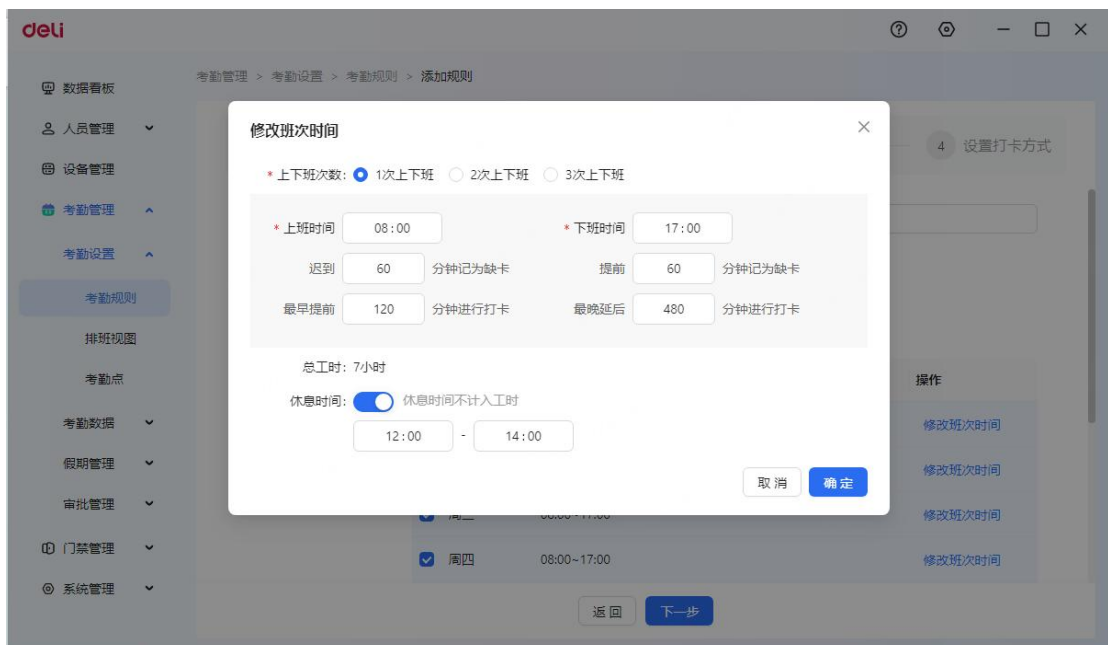 deli
数据看板
人员管理
设备管理
考勤管理
考勤设置
考勤规则
排班视图
考勤点
考勤数据
假期管理
审批管理
门禁管理
系统管理
考勤管理 > 考勤设置 > 考勤规则 > 添加规则
4 设置打卡方式
修改班次时间
* 上下班次数: 1次上下班 2次上下班 3次上下班
* 上班时间 08:00 * 下班时间 17:00
迟到 60 分钟记为缺卡 提前 60 分钟记为缺卡
最早提前 120 分钟进行打卡 最晚延后 480 分钟进行打卡
总工时: 7小时
休息时间: 休息时间不计入工时
12:00 - 14:00
取消 确定
操作
修改班次时间
修改班次时间
修改班次时间
周四 08:00~17:00 修改班次时间
返回 下一步